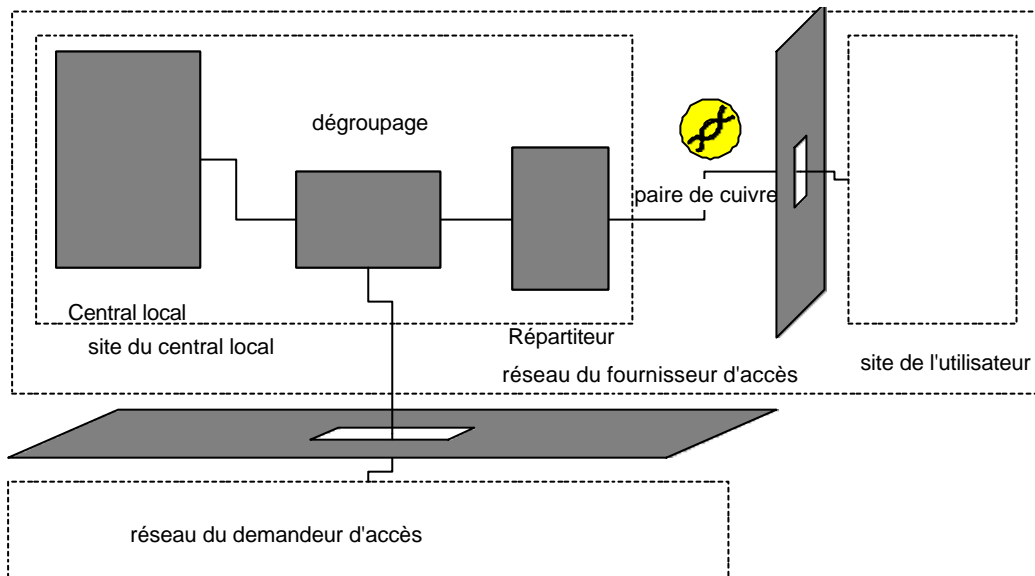 dégroupage
paire de cuivre
Central local
site du central local
Répartiteur
réseau du fournisseur d'accès
site de l'utilisateur
réseau du demandeur d'accès